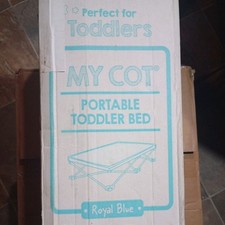 Perfect for
Toddlers
MY COT®
PORTABLE
TODDLER BED
Royal Blue